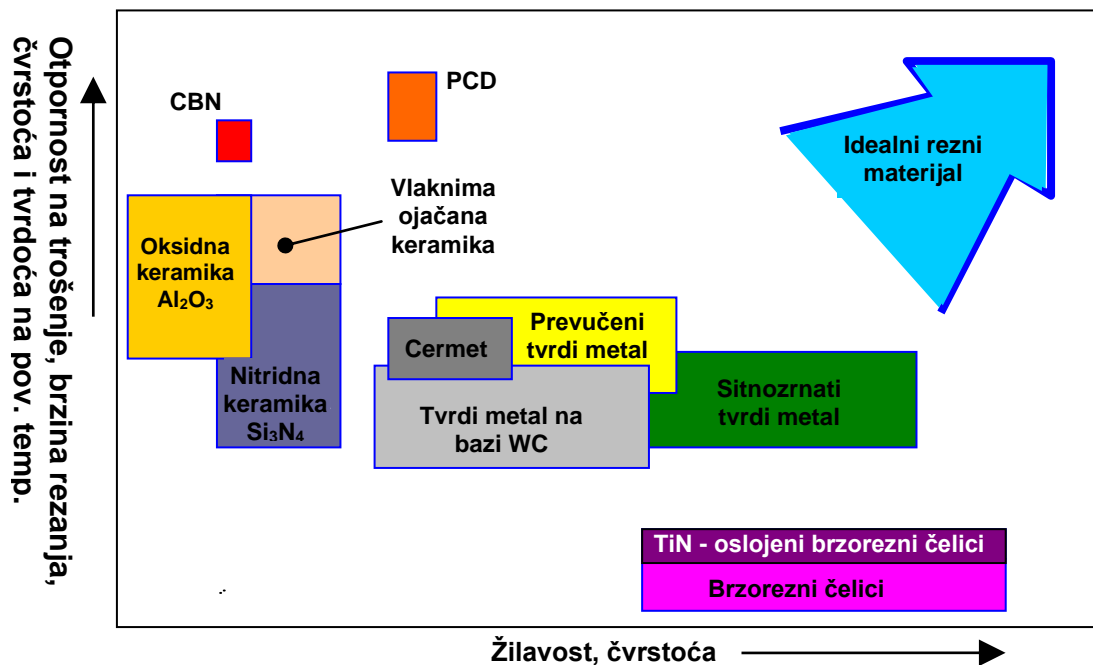 Otpornost na trošenje, brzina rezanja,
čvrstoća i tvrdoća na pov. temp.
CBN
PCD
Idealni rezni
materijal
Vlaknima
ojačana
keramika
Oksidna
keramika
Al₂O₃
Prevučeni
tvrdi metal
Cermet
Nitridna
keramika
Si₃N₄
Tvrdi metal na
bazi WC
Sitnozrnati
tvrdi metal
TiN - oslojeni brzorezni čelici
Brzorezni čelici
Žilavost, čvrstoća